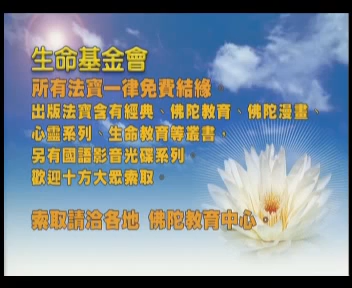 生命基金會
所有法寶一律免費結緣。
出版法寶含有經典、佛陀教育、佛陀漫畫、
心靈系列、生命教育等叢書，
另有國語影音光碟系列，
歡迎十方大眾索取。
索取請洽各地 佛陀教育中心。